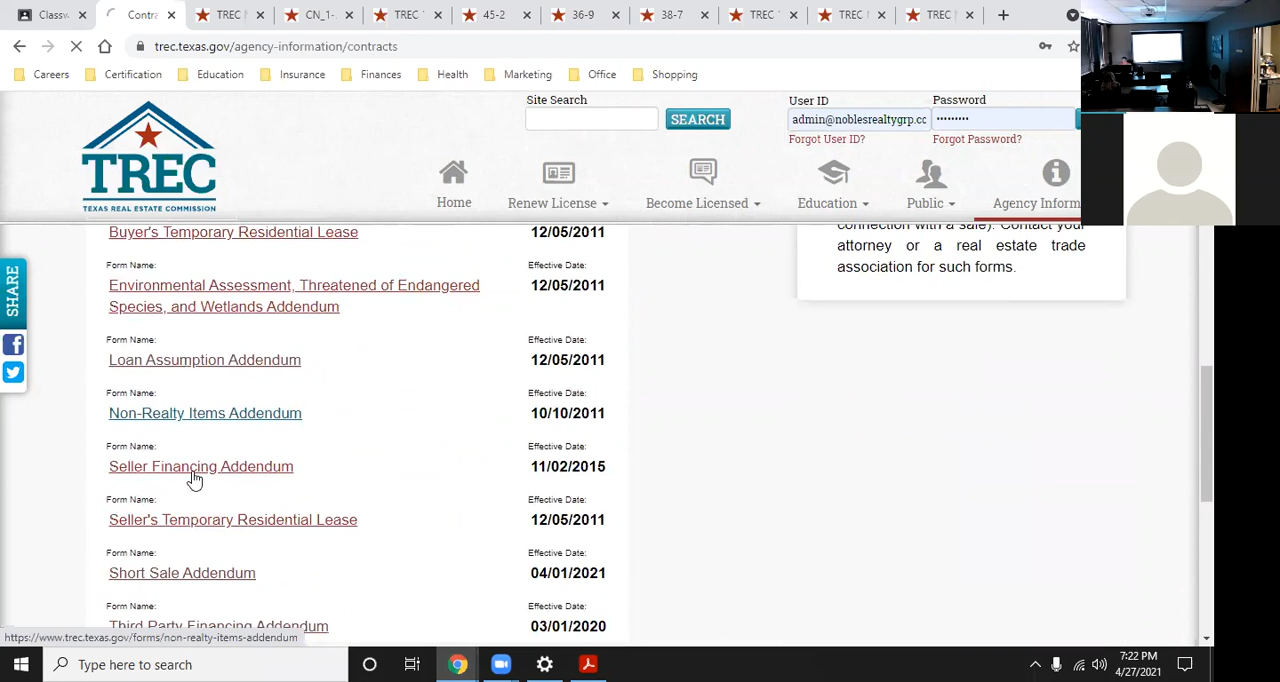 Classw
Contra
TREC N
CN_1-
TREC
45-2
36-9
38-7
TREC
TREC N
TREC N
trec.texas.gov/agency-information/contracts
Careers Certification Education Insurance Finances Health Marketing Office Shopping
TREC
TEXAS REAL ESTATE COMMISSION
Site Search
SEARCH
User ID
Password
admin@noblesrealtygrp.cc
•••••••••
Forgot User ID?
Forgot Password?
Home
Renew License
Become Licensed
Education
Public
Agency Inform
SHARE
Buyer's Temporary Residential Lease 12/05/2011
Form Name: Effective Date:
Environmental Assessment, Threatened of Endangered 12/05/2011
Species, and Wetlands Addendum
Form Name: Effective Date:
Loan Assumption Addendum 12/05/2011
Form Name: Effective Date:
Non-Realty Items Addendum 10/10/2011
Form Name: Effective Date:
Seller Financing Addendum 11/02/2015
Form Name: Effective Date:
Seller's Temporary Residential Lease 12/05/2011
Form Name: Effective Date:
Short Sale Addendum 04/01/2021
Form Name: Effective Date:
Third Party Financing Addendum 03/01/2020
connection with a sale). Contact your
attorney or a real estate trade
association for such forms.
https://www.trec.texas.gov/forms/non-realty-items-addendum
Type here to search
7:22 PM
4/27/2021